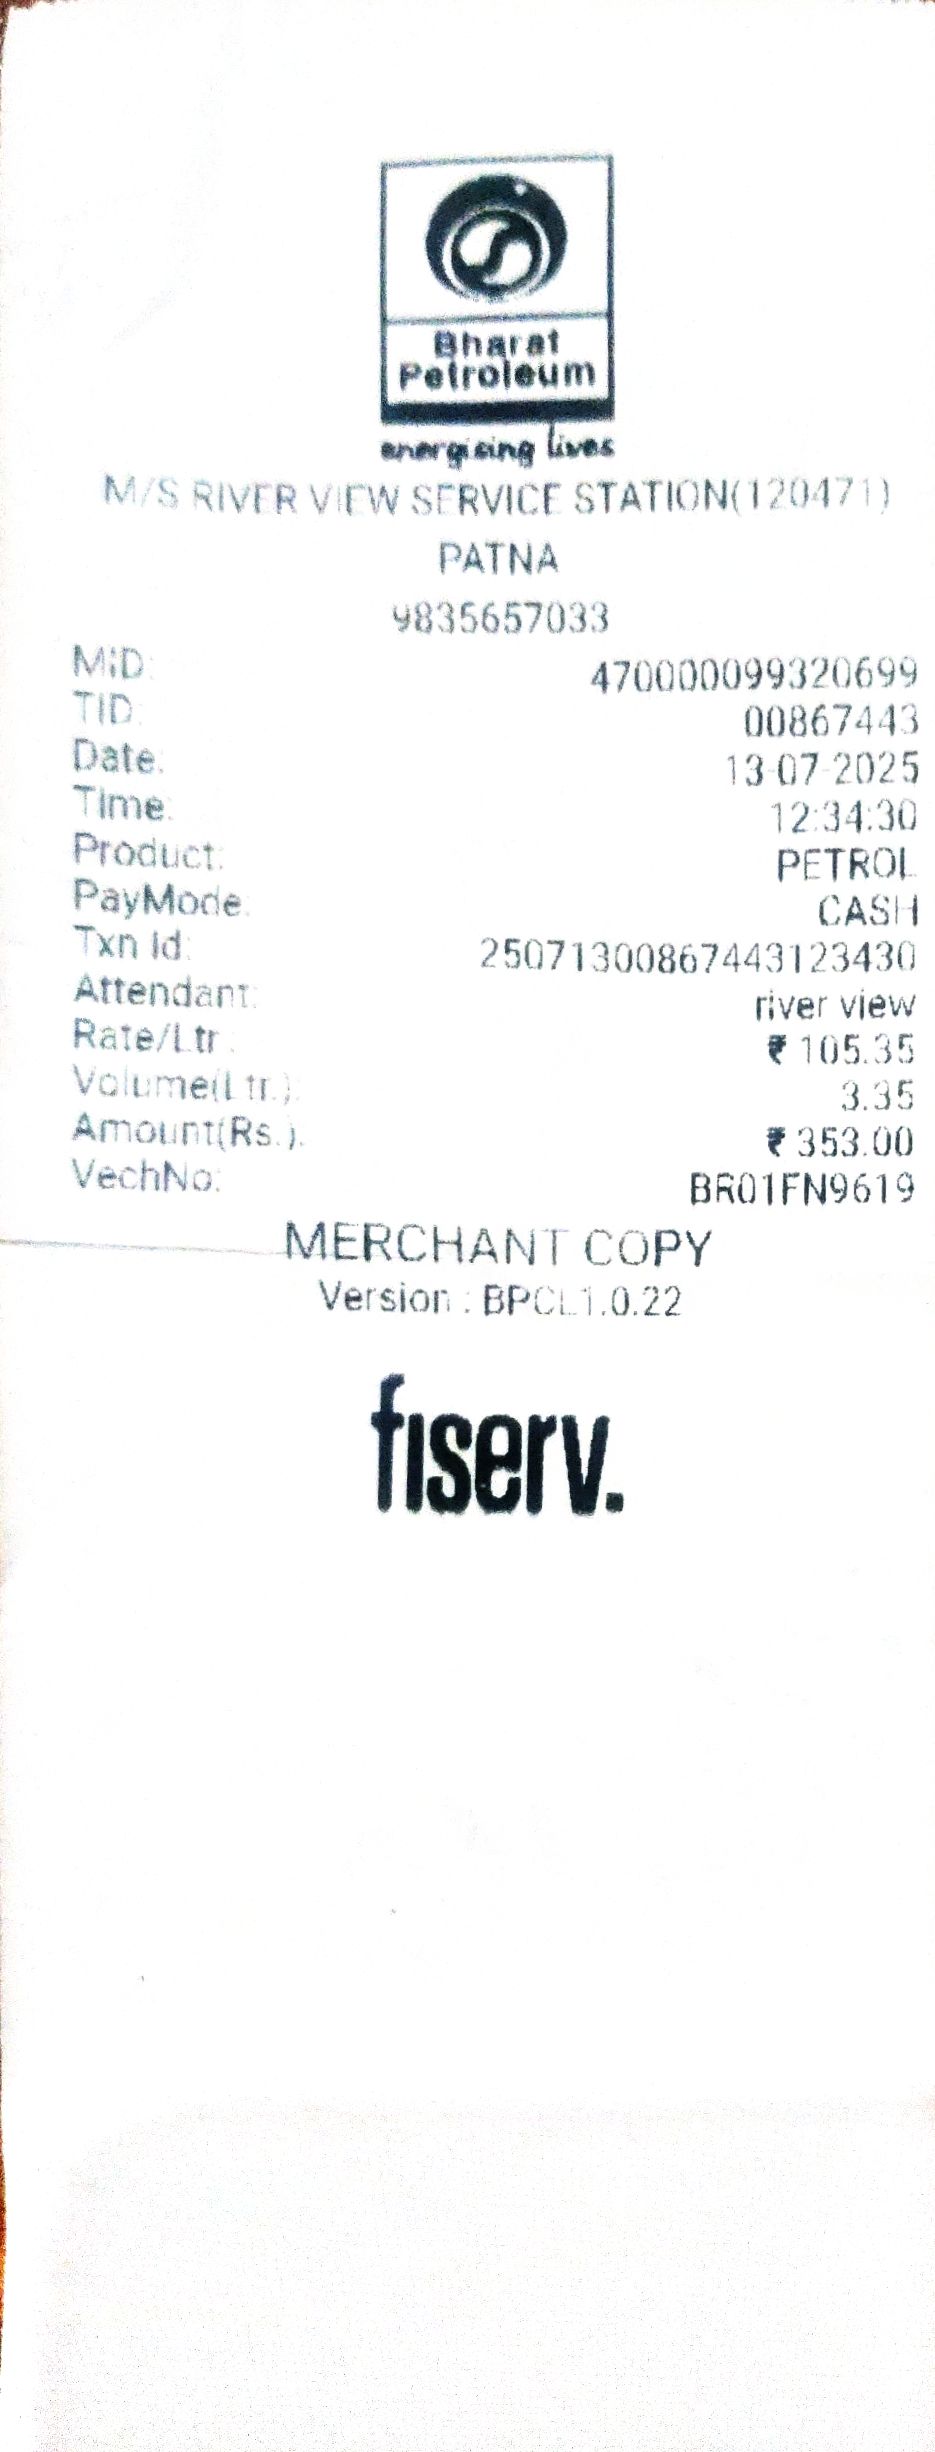 Bharat
Petroleum
energising lives
M/S RIVER VIEW SERVICE STATION(120471)
PATNA
9835657033
MID: 470000099320699
TID: 00867443
Date: 13-07-2025
Time: 12:34:30
Product: PETROL
PayMode: CASH
Txn Id: 250713008674431​23430
Attendant: river view
Rate/Ltr.: ₹ 105.35
Volume(Ltr.): 3.35
Amount(Rs.): ₹ 353.00
VechNo: BR01FN9619
MERCHANT COPY
Version : BPCL1.0.22
fiserv.